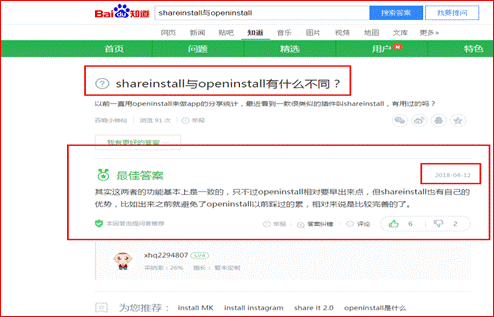 Bai du 知道 shareinstall与openinstall 搜索答案 我要提问
网页 新闻 贴吧 知道 音乐 图片 视频 地图 文库 更多»
首页 问题 精选 用户 特色
shareinstall与openinstall有什么不同？
以前一直用openinstall来做app的分享统计，最近看到一款很类似的插件叫shareinstall，有用过的吗？
浏览 91 次 举报
我有更好的答案
最佳答案 2018-04-12
其实这两者的功能基本上是一致的，只不过openinstall相对要早出来点，但shareinstall也有自己的
优势，比如出来之前就避免了openinstall以前踩过的雷，相对来说是比较完善的了。
本回答由提问者推荐 举报 答案纠错 评论 6 2
xhq2294807 LV4
采纳率：26% 擅长：暂未定制
为您推荐： install MK install instagram share it 2.0 openinstall是什么